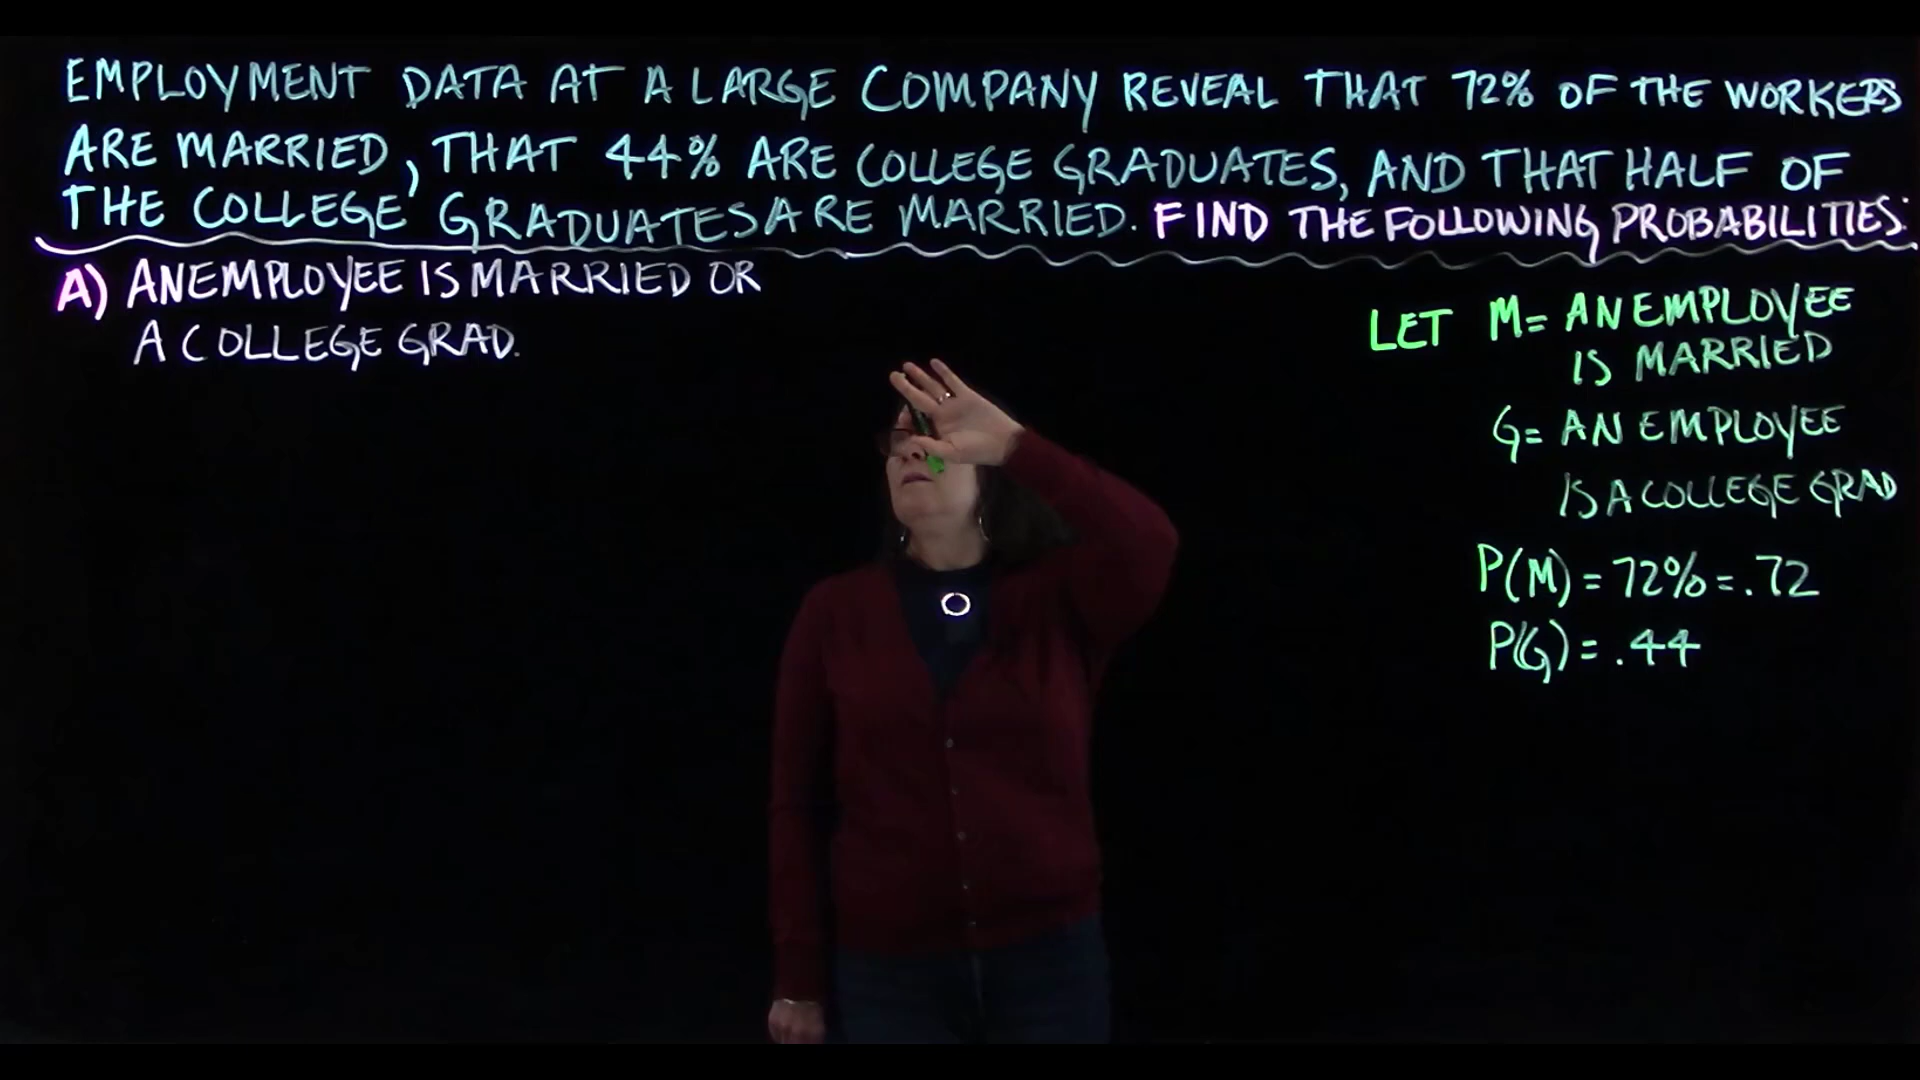 EMPLOYMENT DATA AT A LARGE COMPANY REVEAL THAT 72% OF THE WORKERS
ARE MARRIED, THAT 44% ARE COLLEGE GRADUATES, AND THAT HALF OF
THE COLLEGE GRADUATES ARE MARRIED. FIND THE FOLLOWING PROBABILITIES:
A) AN EMPLOYEE IS MARRIED OR
A COLLEGE GRAD.
LET M = AN EMPLOYEE
IS MARRIED
G = AN EMPLOYEE
IS A COLLEGE GRAD
P(M) = 72% = .72
P(G) = .44